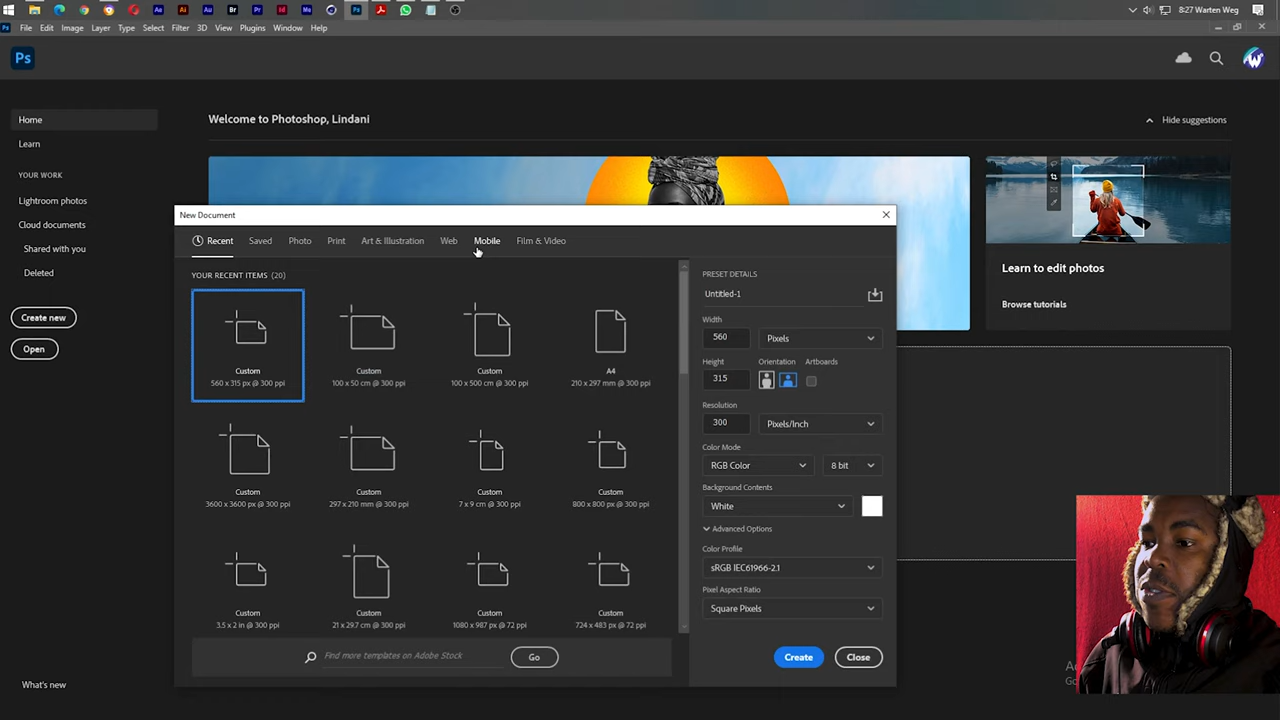 Ae Ai Au Br Pr Id Me Ps
8:27 Warten Weg
Ps File Edit Image Layer Type Select Filter 3D View Plugins Window Help
Ps
Home
Welcome to Photoshop, Lindani
Hide suggestions
Learn
YOUR WORK
Lightroom photos
Cloud documents
Shared with you
Deleted
Create new
Open
Learn to edit photos
Browse tutorials
New Document
Recent Saved Photo Print Art & Illustration Web Mobile Film & Video
YOUR RECENT ITEMS (20)
Custom
560 x 315 px @ 300 ppi
Custom
100 x 50 cm @ 300 ppi
Custom
100 x 500 cm @ 300 ppi
A4
210 x 297 mm @ 300 ppi
Custom
3600 x 3600 px @ 300 ppi
Custom
297 x 210 mm @ 300 ppi
Custom
7 x 9 cm @ 300 ppi
Custom
800 x 800 px @ 300 ppi
Custom
3.5 x 2 in @ 300 ppi
Custom
21 x 29.7 cm @ 300 ppi
Custom
1080 x 987 px @ 72 ppi
Custom
724 x 483 px @ 72 ppi
Find more templates on Adobe Stock
Go
PRESET DETAILS
Untitled-1
Width
560 Pixels
Height Orientation Artboards
315
Resolution
300 Pixels/Inch
Color Mode
RGB Color 8 bit
Background Contents
White
Advanced Options
Color Profile
sRGB IEC61966-2.1
Pixel Aspect Ratio
Square Pixels
Create Close
What's new